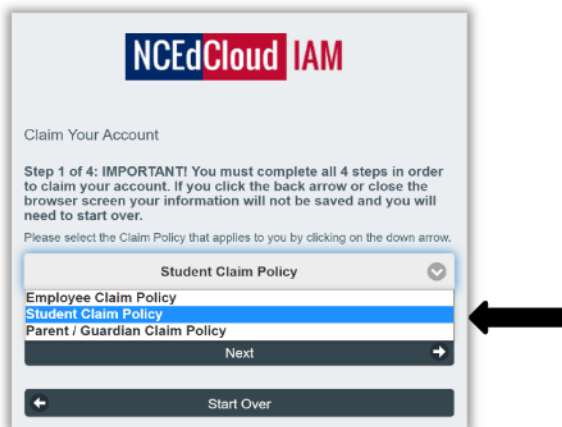 NCEdCloud IAM
Claim Your Account
Step 1 of 4: IMPORTANT! You must complete all 4 steps in order
to claim your account. If you click the back arrow or close the
browser screen your information will not be saved and you will
need to start over.
Please select the Claim Policy that applies to you by clicking on the down arrow.
Student Claim Policy
Employee Claim Policy
Student Claim Policy
Parent / Guardian Claim Policy
Next
Start Over